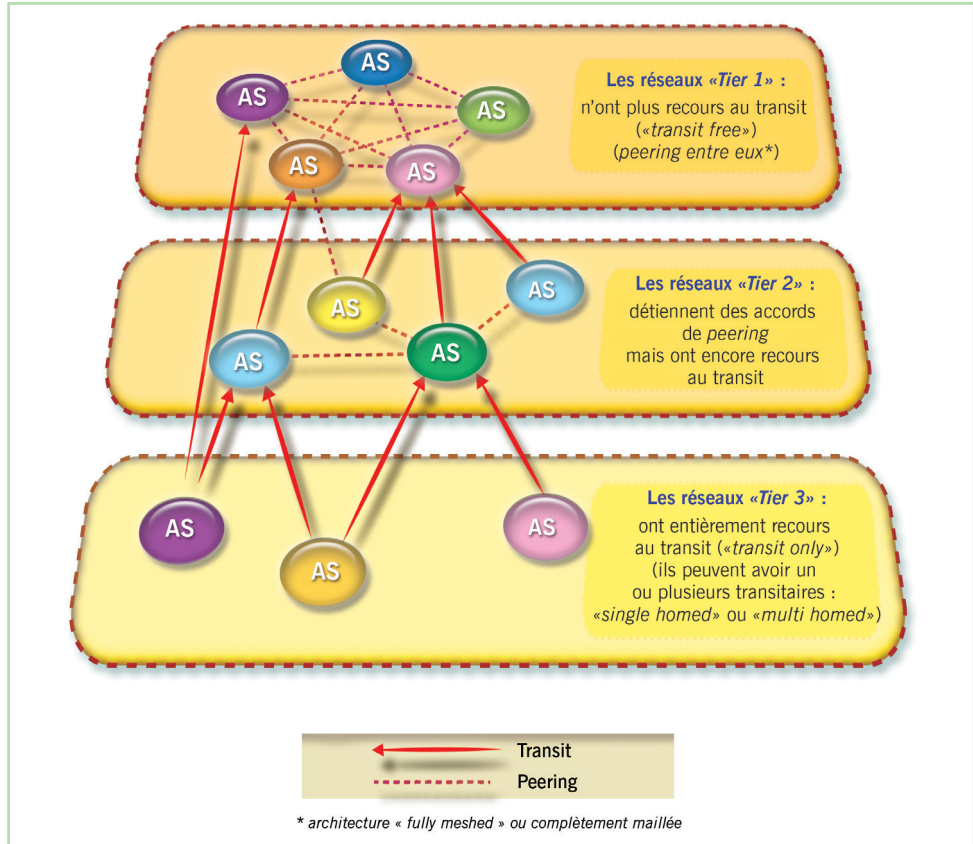 AS
AS
AS
AS
AS
Les réseaux «Tier 1» :
n'ont plus recours au transit
(«transit free»)
(peering entre eux*)
AS
AS
AS
AS
Les réseaux «Tier 2» :
détiennent des accords
de peering
mais ont encore recours
au transit
AS
AS
AS
Les réseaux «Tier 3» :
ont entièrement recours
au transit («transit only»)
(ils peuvent avoir un
ou plusieurs transitaires :
«single homed» ou «multi homed»)
Transit
Peering
* architecture « fully meshed » ou complètement maillée